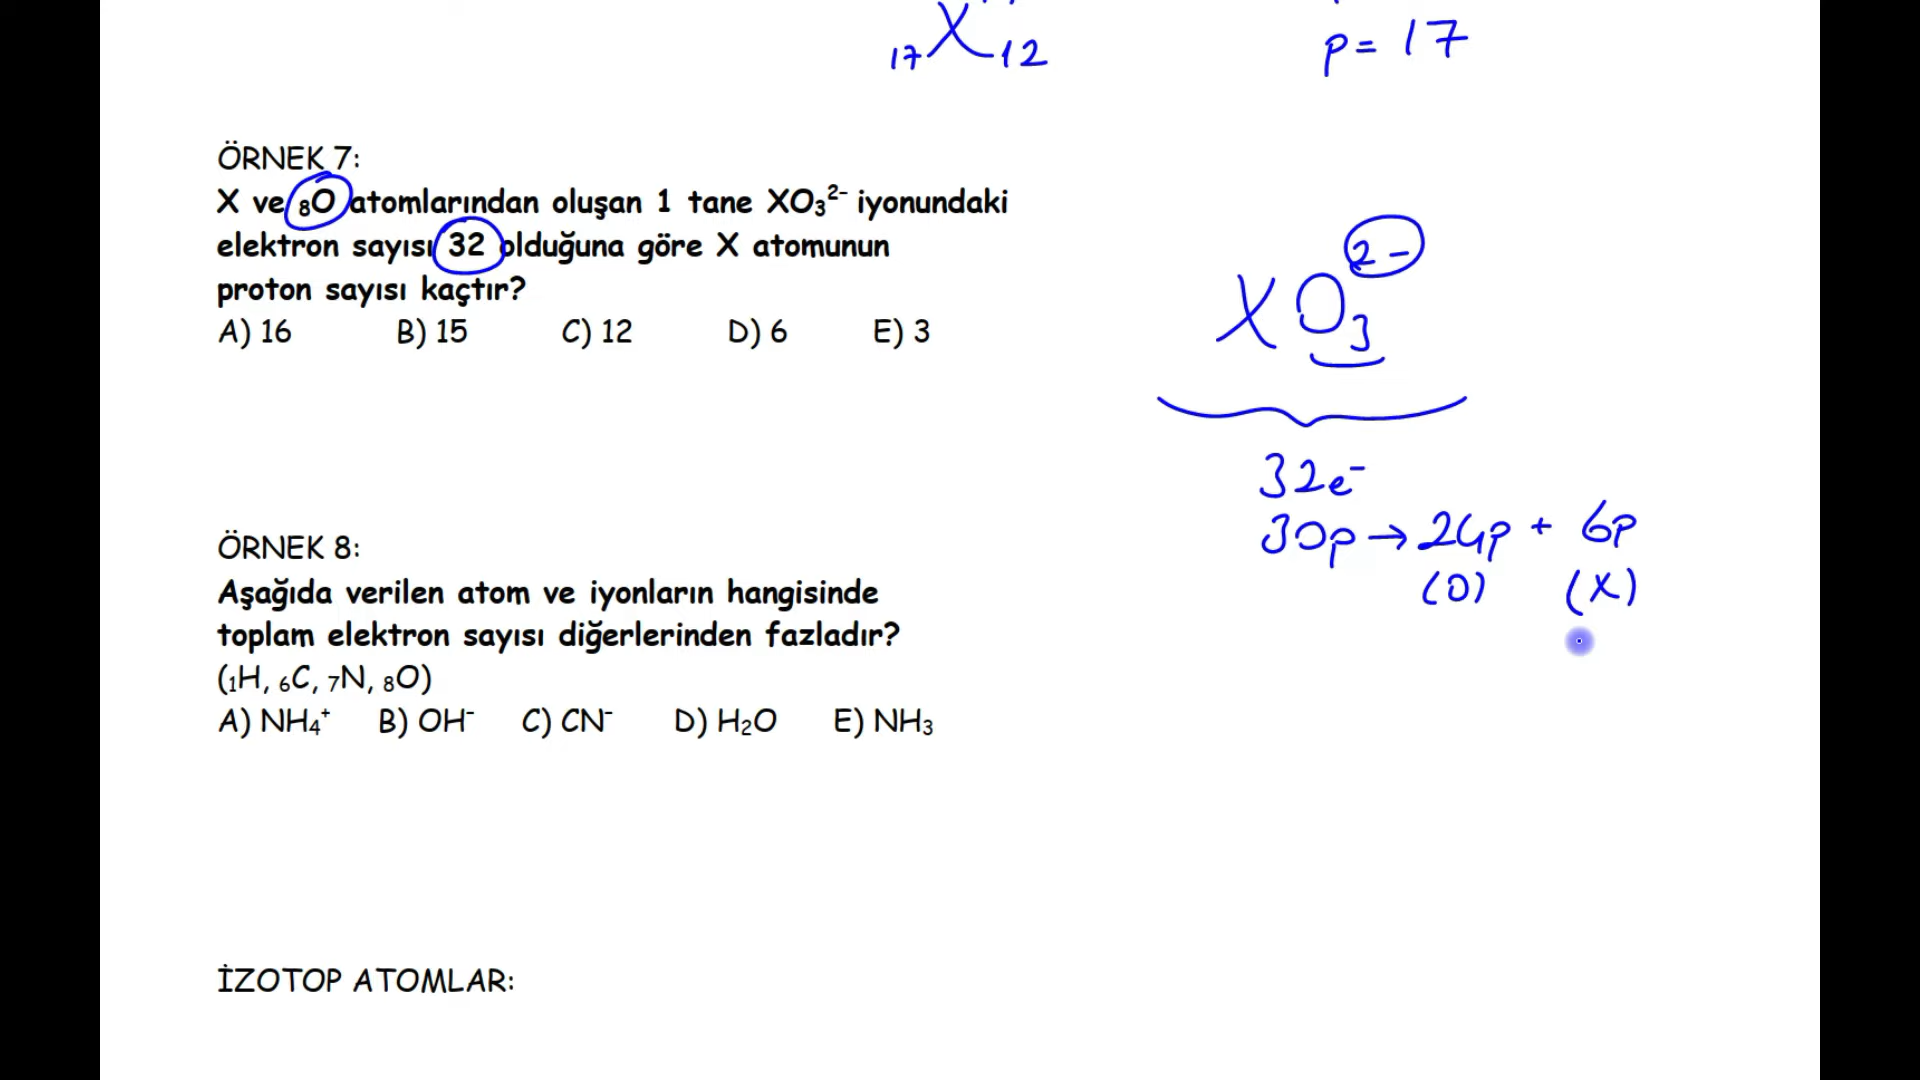 17X12
p= 17
ÖRNEK 7:
X ve ₈O atomlarından oluşan 1 tane XO₃²⁻ iyonundaki
elektron sayısı 32 olduğuna göre X atomunun
proton sayısı kaçtır?
A) 16 B) 15 C) 12 D) 6 E) 3
XO₃²⁻
32e⁻
30p → 24p + 6p
(O) (X)
ÖRNEK 8:
Aşağıda verilen atom ve iyonların hangisinde
toplam elektron sayısı diğerlerinden fazladır?
(₁H, ₆C, ₇N, ₈O)
A) NH₄⁺ B) OH⁻ C) CN⁻ D) H₂O E) NH₃
İZOTOP ATOMLAR: